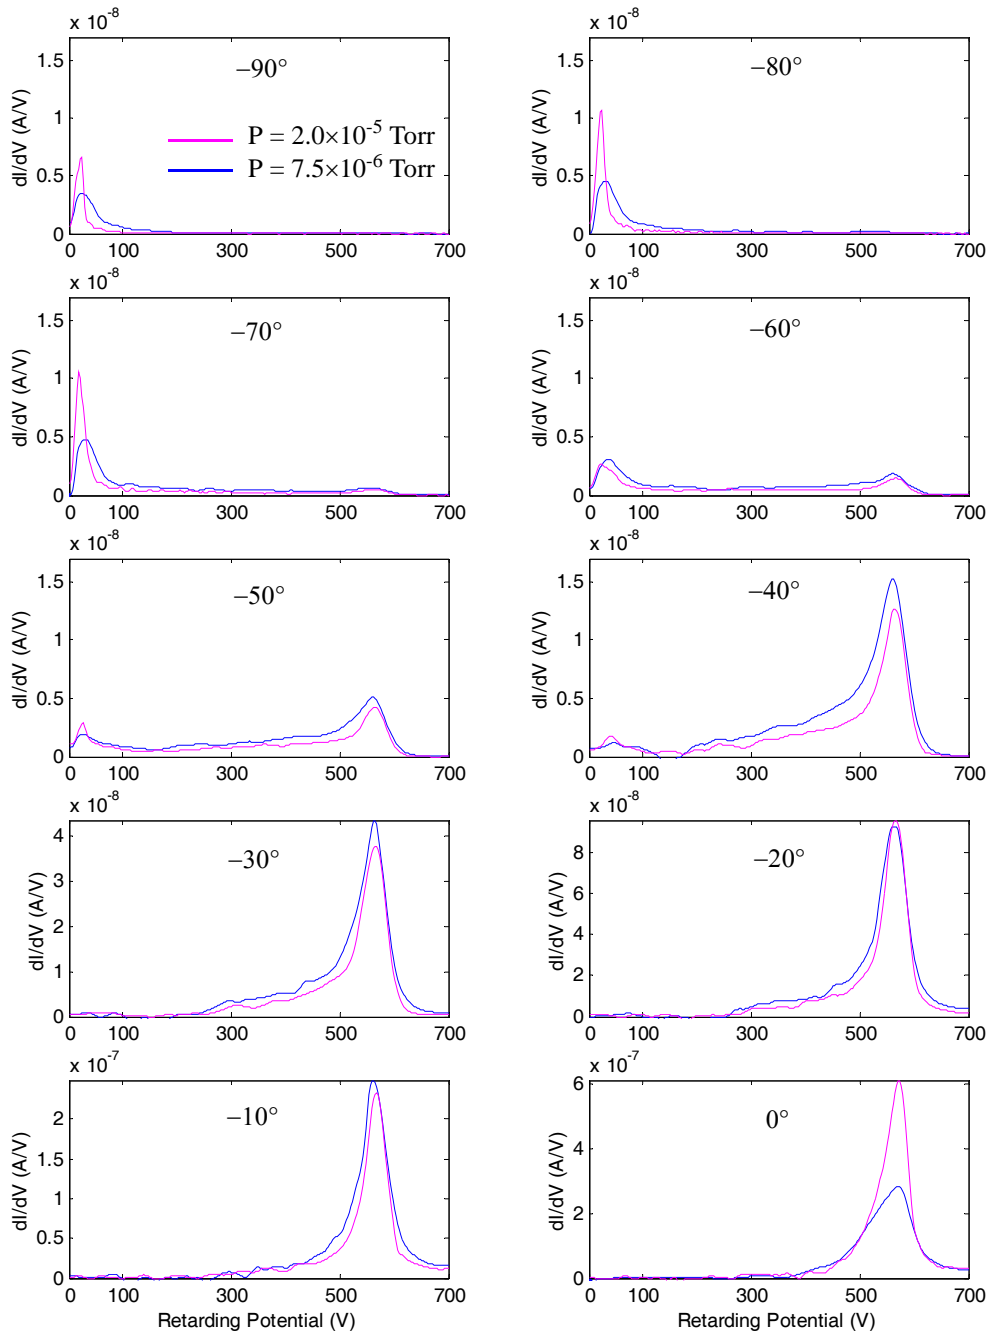 x 10-8
1.5
1
0.5
0
dI/dV (A/V)
−90°
P = 2.0×10-5 Torr
P = 7.5×10-6 Torr
0 100 300 500 700
x 10-8
1.5
1
0.5
0
dI/dV (A/V)
−80°
0 100 300 500 700
x 10-8
1.5
1
0.5
0
dI/dV (A/V)
−70°
0 100 300 500 700
x 10-8
1.5
1
0.5
0
dI/dV (A/V)
−60°
0 100 300 500 700
x 10-8
1.5
1
0.5
0
dI/dV (A/V)
−50°
0 100 300 500 700
x 10-8
1.5
1
0.5
0
dI/dV (A/V)
−40°
0 100 300 500 700
x 10-8
4
3
2
1
0
dI/dV (A/V)
−30°
0 100 300 500 700
x 10-8
8
6
4
2
0
dI/dV (A/V)
−20°
0 100 300 500 700
x 10-7
2
1.5
1
0.5
0
dI/dV (A/V)
−10°
0 100 300 500 700
Retarding Potential (V)
x 10-7
6
4
2
0
dI/dV (A/V)
0°
0 100 300 500 700
Retarding Potential (V)